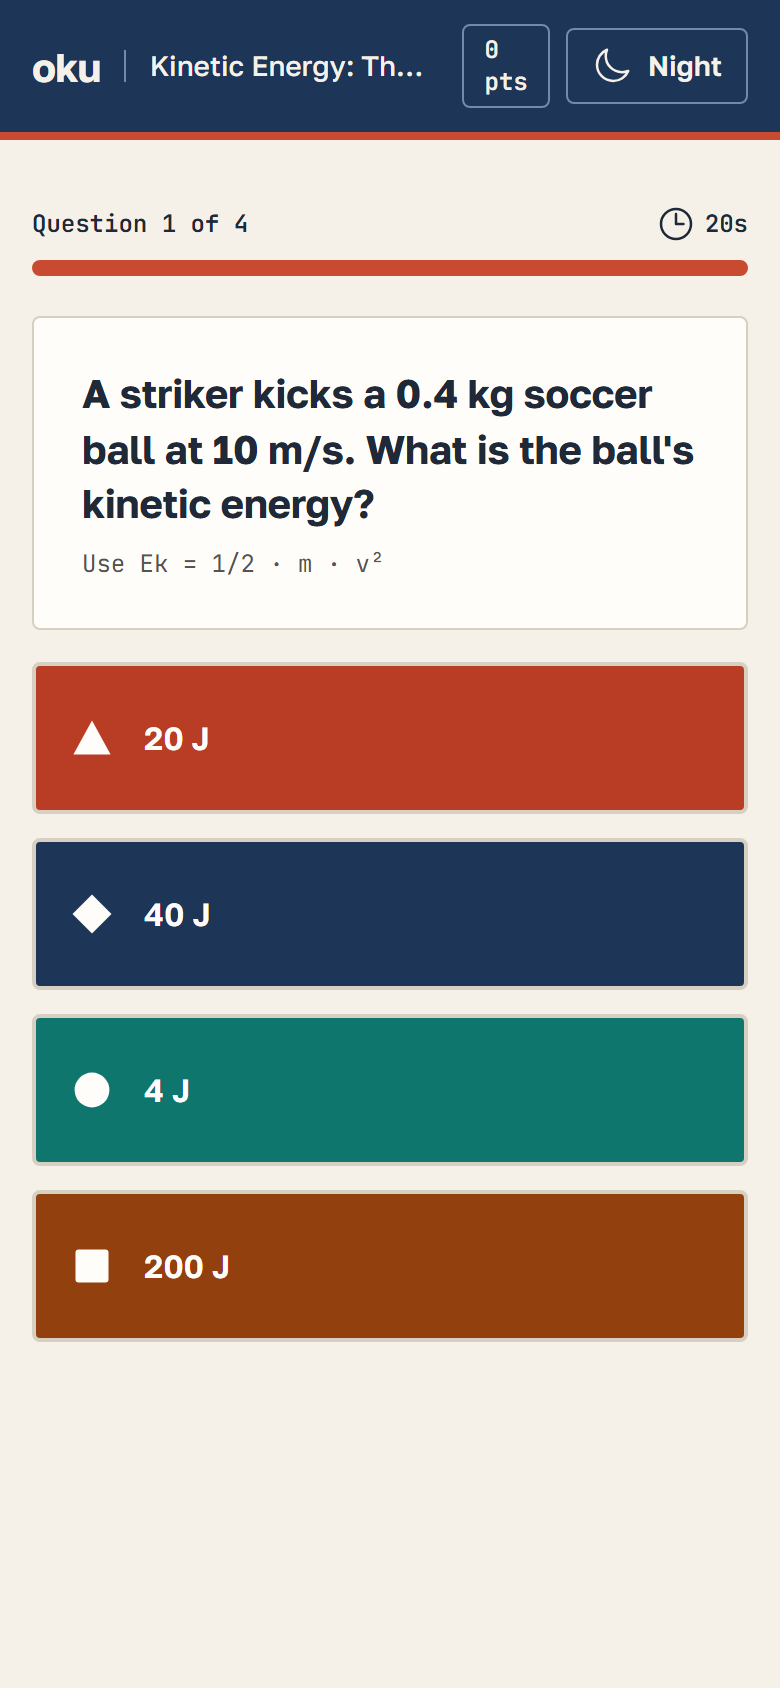 oku
Kinetic Energy: Th...
0
pts
Night
Question 1 of 4
20s
A striker kicks a 0.4 kg soccer
ball at 10 m/s. What is the ball's
kinetic energy?
Use Ek = 1/2 · m · v²
20 J
40 J
4 J
200 J